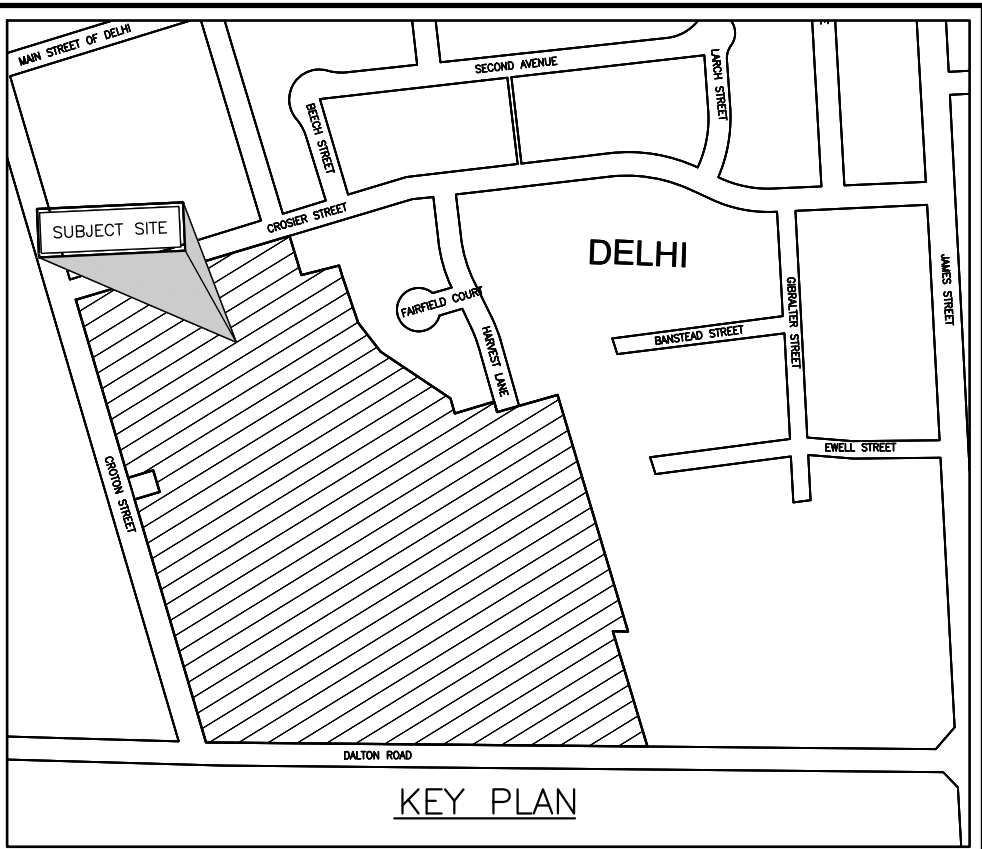 MAIN STREET OF DELHI
SECOND AVENUE
LARCH STREET
BEECH STREET
CROSIER STREET
SUBJECT SITE
DELHI
JAMES STREET
GIBRALTER STREET
FAIRFIELD COURT
BANSTEAD STREET
HARVEST LANE
EWELL STREET
CROTON STREET
DALTON ROAD
KEY PLAN